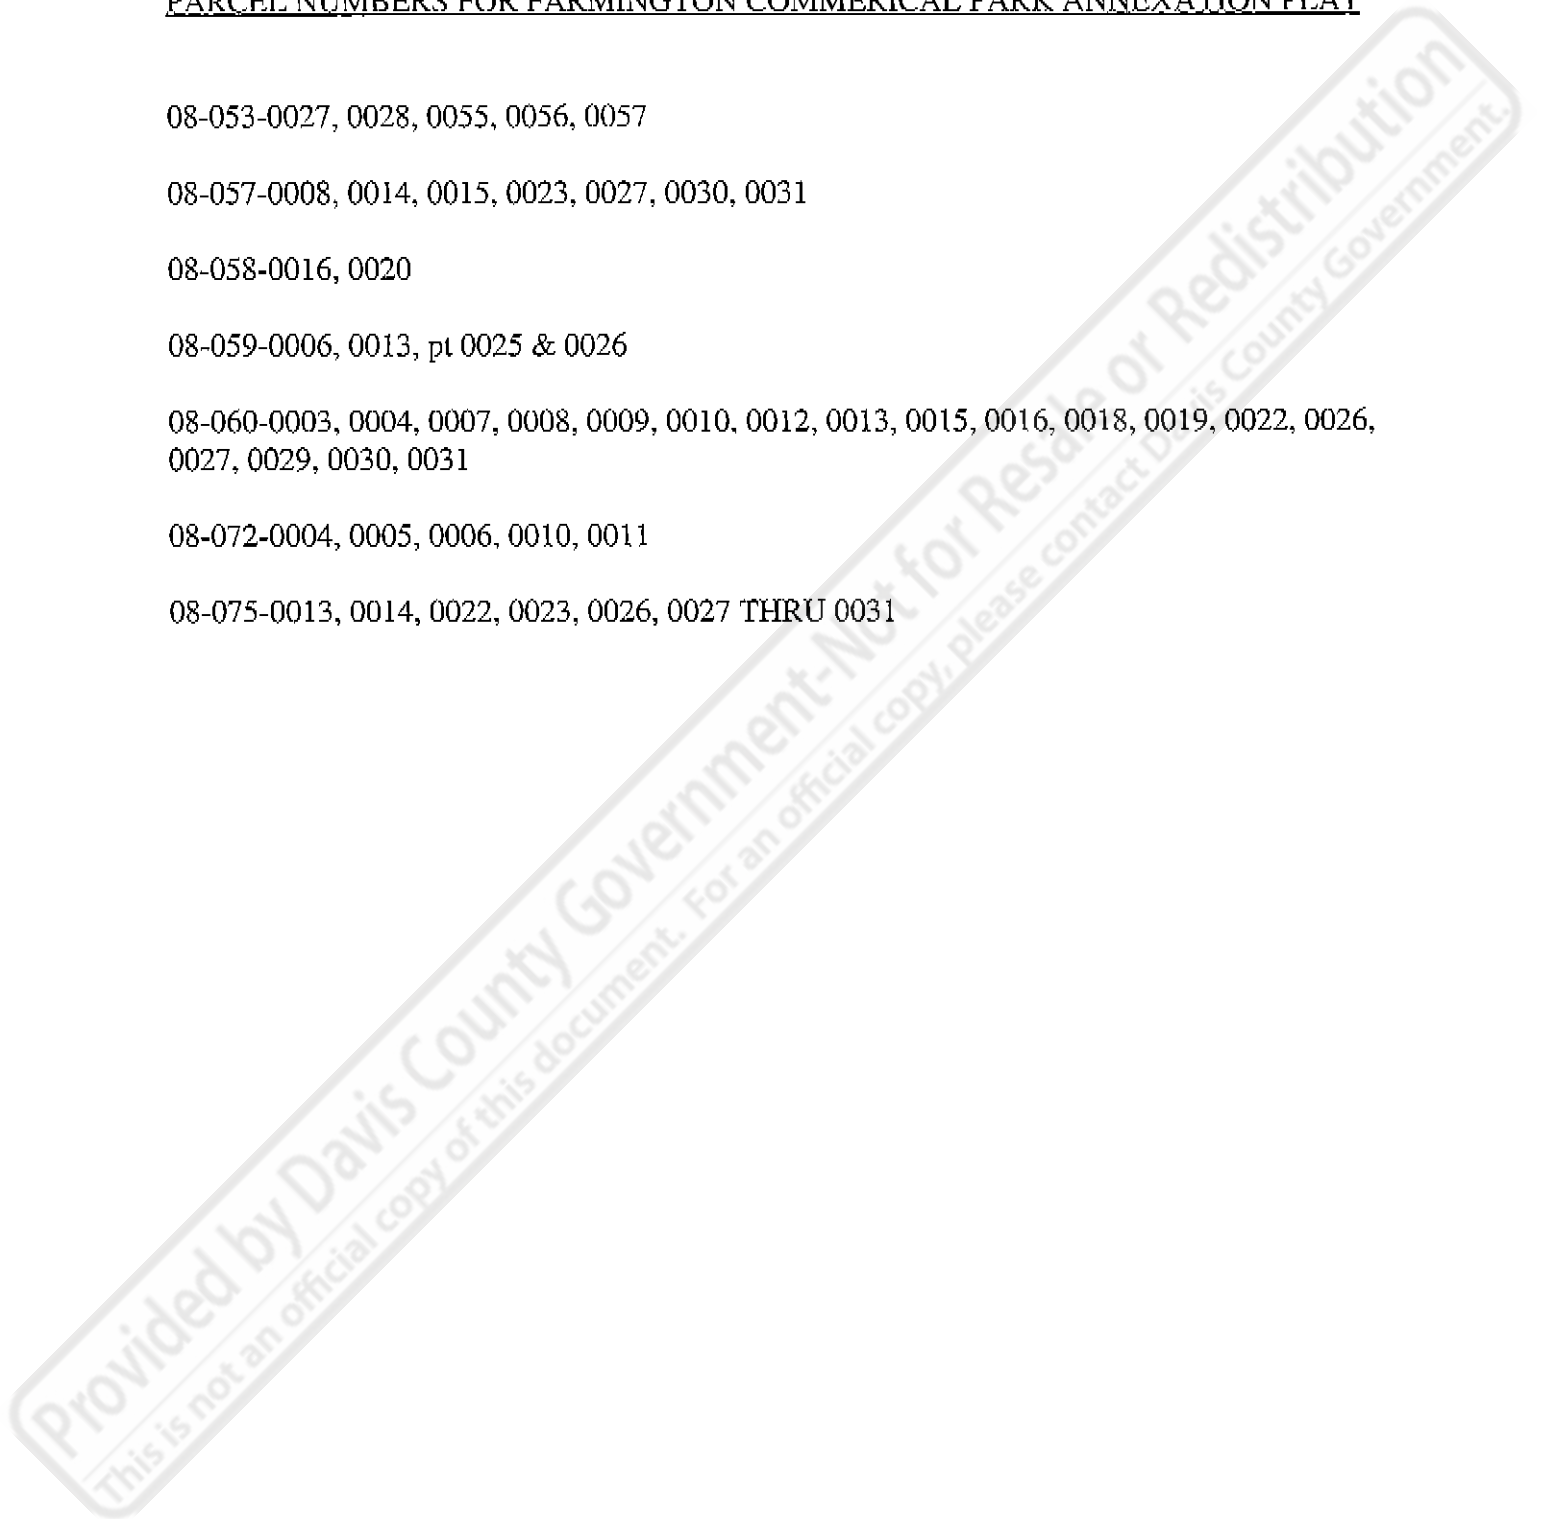 PARCEL NUMBERS FOR FARMINGTON COMMERICAL PARK ANNEXATION PLAT
08-053-0027, 0028, 0055, 0056, 0057
08-057-0008, 0014, 0015, 0023, 0027, 0030, 0031
08-058-0016, 0020
08-059-0006, 0013, pt 0025 & 0026
08-060-0003, 0004, 0007, 0008, 0009, 0010, 0012, 0013, 0015, 0016, 0018, 0019, 0022, 0026,
0027, 0029, 0030, 0031
08-072-0004, 0005, 0006, 0010, 0011
08-075-0013, 0014, 0022, 0023, 0026, 0027 THRU 0031
Provided by Davis County Government-Not for Resale or Redistribution
This is not an official copy of this document. For an official copy, please contact Davis County Government.